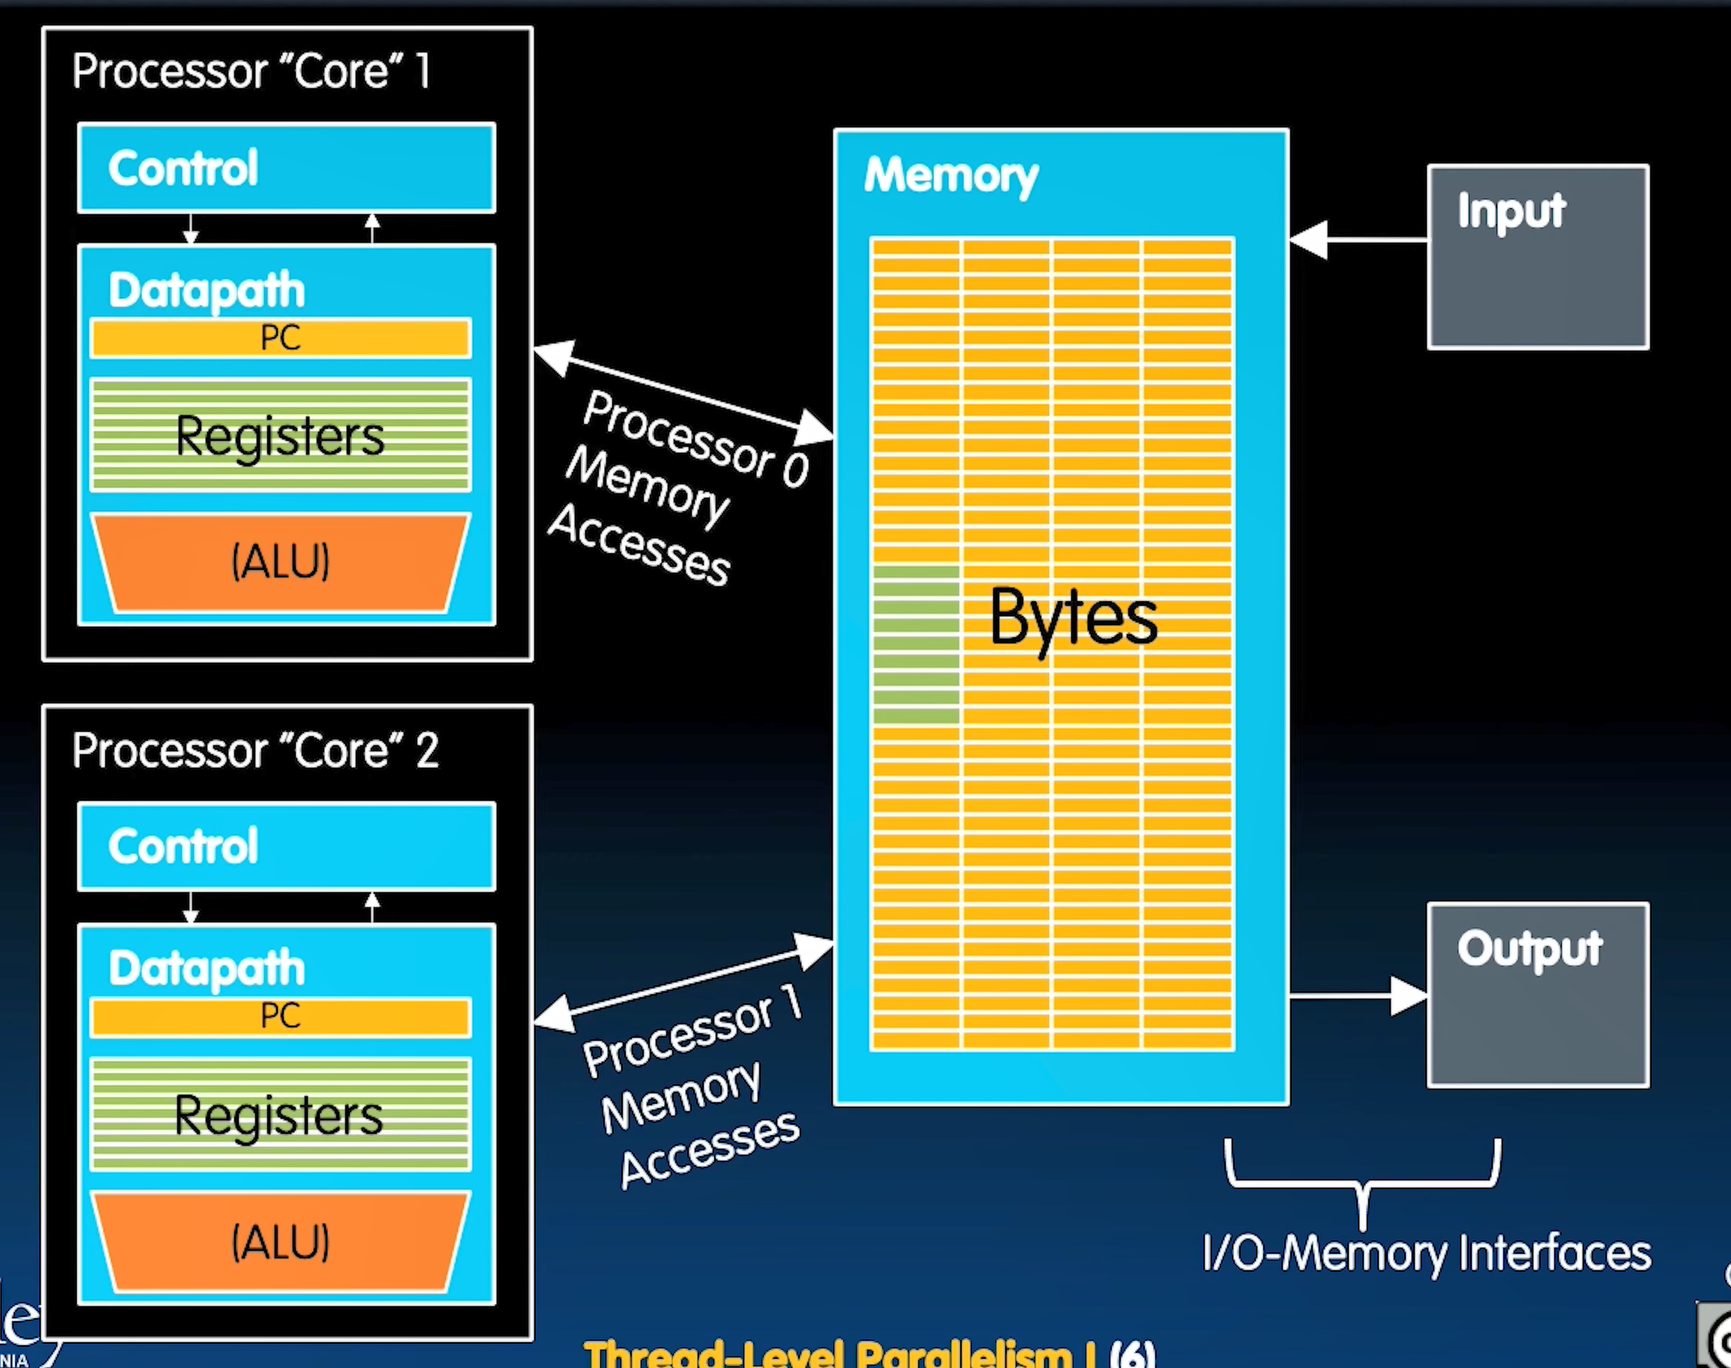 Processor "Core" 1
Control
Datapath
PC
Registers
(ALU)
Processor 0
Memory
Accesses
Memory
Bytes
Input
Processor "Core" 2
Control
Datapath
PC
Registers
(ALU)
Processor 1
Memory
Accesses
Output
I/O-Memory Interfaces
Thread-Level Parallelism I (6)